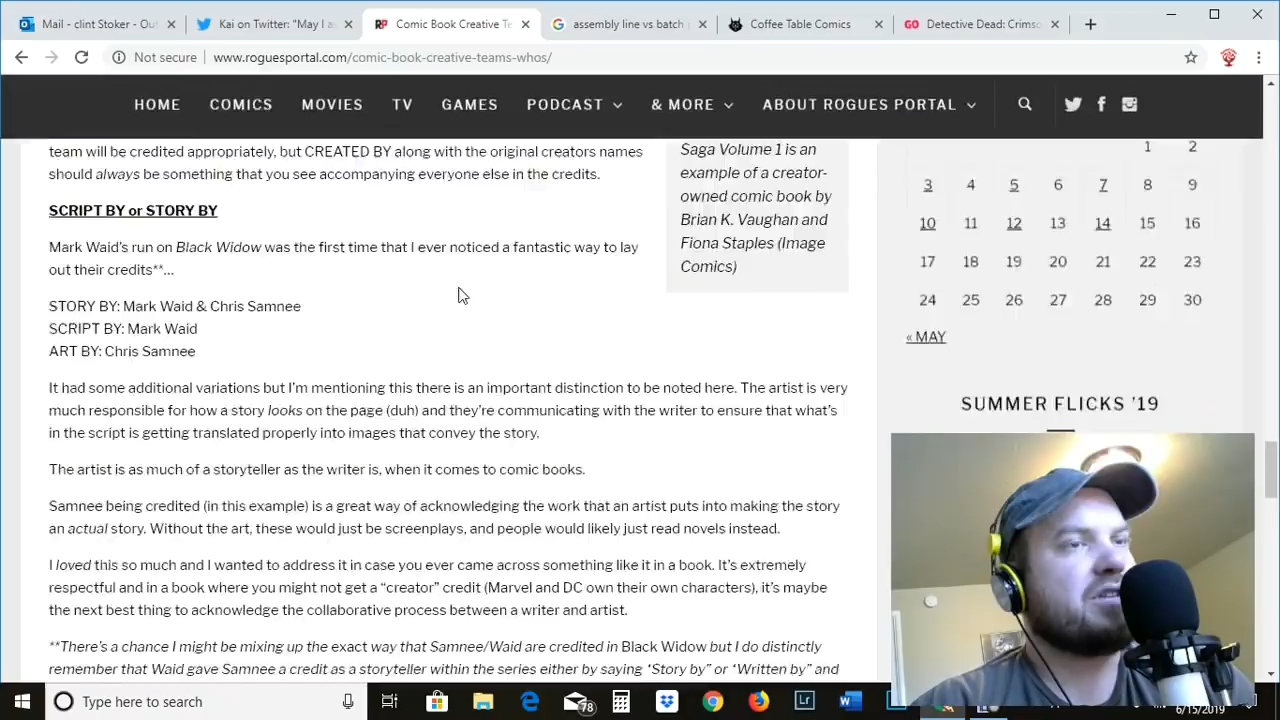 Mail - clint Stoker - Out
Kai on Twitter: "May I a
Comic Book Creative Te
assembly line vs batch
Coffee Table Comics
Detective Dead: Crimso
Not secure
www.roguesportal.com/comic-book-creative-teams-whos/
HOME COMICS MOVIES TV GAMES PODCAST & MORE ABOUT ROGUES PORTAL
team will be credited appropriately, but CREATED BY along with the original creators names
should always be something that you see accompanying everyone else in the credits.
SCRIPT BY or STORY BY
Mark Waid's run on Black Widow was the first time that I ever noticed a fantastic way to lay
out their credits**…
STORY BY: Mark Waid & Chris Samnee
SCRIPT BY: Mark Waid
ART BY: Chris Samnee
It had some additional variations but I'm mentioning this there is an important distinction to be noted here. The artist is very
much responsible for how a story looks on the page (duh) and they're communicating with the writer to ensure that what's
in the script is getting translated properly into images that convey the story.
The artist is as much of a storyteller as the writer is, when it comes to comic books.
Samnee being credited (in this example) is a great way of acknowledging the work that an artist puts into making the story
an actual story. Without the art, these would just be screenplays, and people would likely just read novels instead.
I loved this so much and I wanted to address it in case you ever came across something like it in a book. It's extremely
respectful and in a book where you might not get a "creator" credit (Marvel and DC own their own characters), it's maybe
the next best thing to acknowledge the collaborative process between a writer and artist.
**There's a chance I might be mixing up the exact way that Samnee/Waid are credited in Black Widow but I do distinctly
remember that Waid gave Samnee a credit as a storyteller within the series either by saying 'Story by" or 'Written by" and
Saga Volume 1 is an
example of a creator-
owned comic book by
Brian K. Vaughan and
Fiona Staples (Image
Comics)
1 2
3 4 5 6 7 8 9
10 11 12 13 14 15 16
17 18 19 20 21 22 23
24 25 26 27 28 29 30
« MAY
SUMMER FLICKS '19
Type here to search
78
6/15/2019